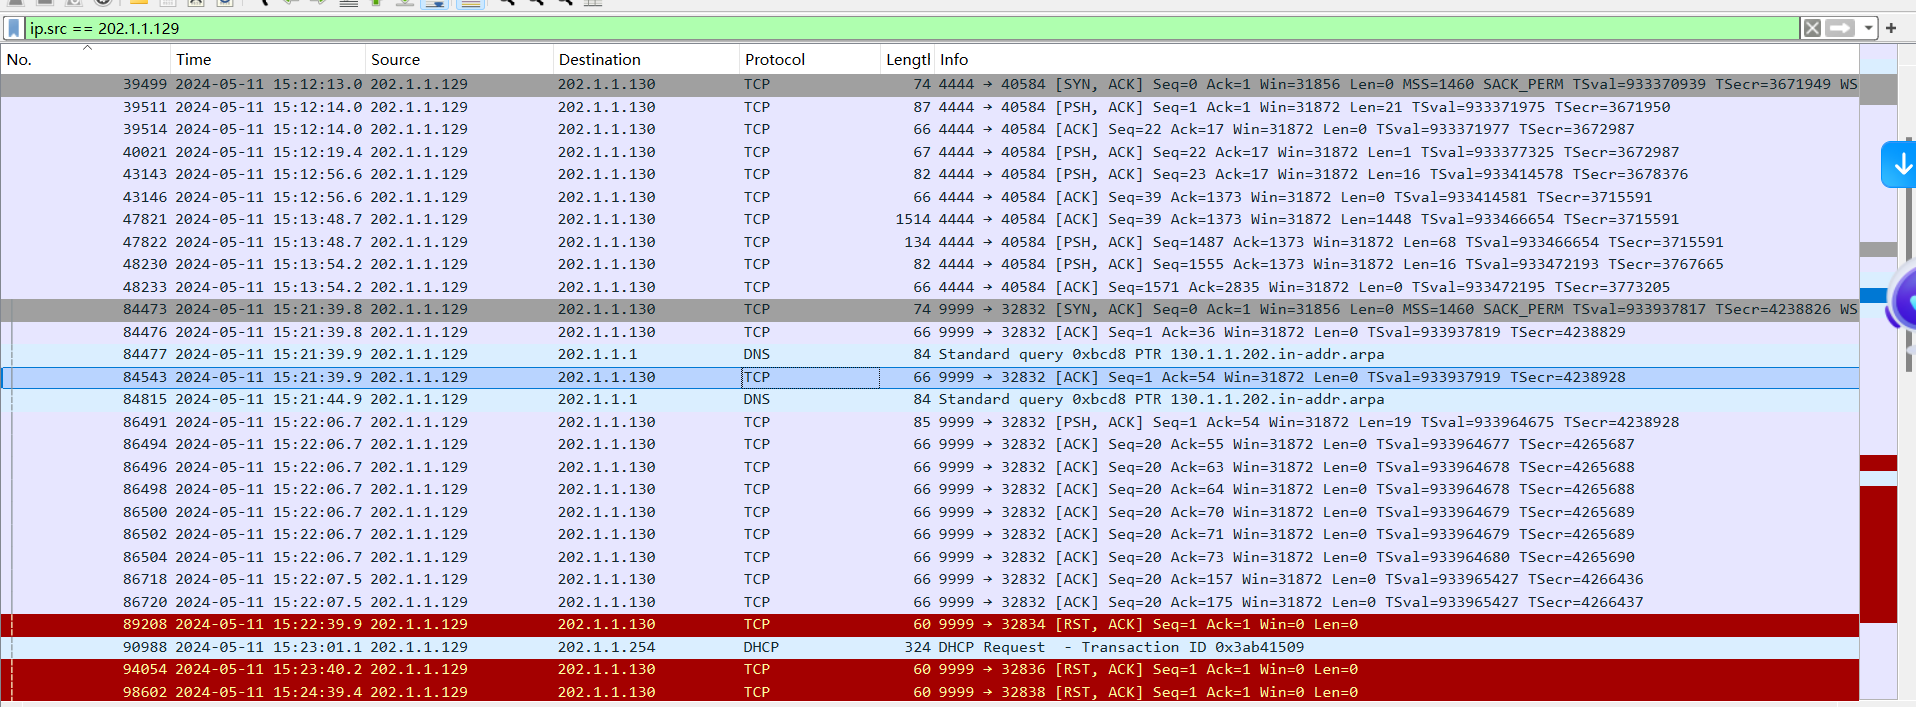 ip.src == 202.1.1.129
No. Time Source Destination Protocol Lengtl Info
39499 2024-05-11 15:12:13.0 202.1.1.129 202.1.1.130 TCP 74 4444 → 40584 [SYN, ACK] Seq=0 Ack=1 Win=31856 Len=0 MSS=1460 SACK_PERM TSval=933370939 TSecr=3671949 WS
39511 2024-05-11 15:12:14.0 202.1.1.129 202.1.1.130 TCP 87 4444 → 40584 [PSH, ACK] Seq=1 Ack=1 Win=31872 Len=21 TSval=933371975 TSecr=3671950
39514 2024-05-11 15:12:14.0 202.1.1.129 202.1.1.130 TCP 66 4444 → 40584 [ACK] Seq=22 Ack=17 Win=31872 Len=0 TSval=933371977 TSecr=3672987
40021 2024-05-11 15:12:19.4 202.1.1.129 202.1.1.130 TCP 67 4444 → 40584 [PSH, ACK] Seq=22 Ack=17 Win=31872 Len=1 TSval=933377325 TSecr=3672987
43143 2024-05-11 15:12:56.6 202.1.1.129 202.1.1.130 TCP 82 4444 → 40584 [PSH, ACK] Seq=23 Ack=17 Win=31872 Len=16 TSval=933414578 TSecr=3678376
43146 2024-05-11 15:12:56.6 202.1.1.129 202.1.1.130 TCP 66 4444 → 40584 [ACK] Seq=39 Ack=1373 Win=31872 Len=0 TSval=933414581 TSecr=3715591
47821 2024-05-11 15:13:48.7 202.1.1.129 202.1.1.130 TCP 1514 4444 → 40584 [ACK] Seq=39 Ack=1373 Win=31872 Len=1448 TSval=933466654 TSecr=3715591
47822 2024-05-11 15:13:48.7 202.1.1.129 202.1.1.130 TCP 134 4444 → 40584 [PSH, ACK] Seq=1487 Ack=1373 Win=31872 Len=68 TSval=933466654 TSecr=3715591
48230 2024-05-11 15:13:54.2 202.1.1.129 202.1.1.130 TCP 82 4444 → 40584 [PSH, ACK] Seq=1555 Ack=1373 Win=31872 Len=16 TSval=933472193 TSecr=3767665
48233 2024-05-11 15:13:54.2 202.1.1.129 202.1.1.130 TCP 66 4444 → 40584 [ACK] Seq=1571 Ack=2835 Win=31872 Len=0 TSval=933472195 TSecr=3773205
84473 2024-05-11 15:21:39.8 202.1.1.129 202.1.1.130 TCP 74 9999 → 32832 [SYN, ACK] Seq=0 Ack=1 Win=31856 Len=0 MSS=1460 SACK_PERM TSval=933937817 TSecr=4238826 WS
84476 2024-05-11 15:21:39.8 202.1.1.129 202.1.1.130 TCP 66 9999 → 32832 [ACK] Seq=1 Ack=36 Win=31872 Len=0 TSval=933937819 TSecr=4238829
84477 2024-05-11 15:21:39.9 202.1.1.129 202.1.1.1 DNS 84 Standard query 0xbcd8 PTR 130.1.1.202.in-addr.arpa
84543 2024-05-11 15:21:39.9 202.1.1.129 202.1.1.130 TCP 66 9999 → 32832 [ACK] Seq=1 Ack=54 Win=31872 Len=0 TSval=933937919 TSecr=4238928
84815 2024-05-11 15:21:44.9 202.1.1.129 202.1.1.1 DNS 84 Standard query 0xbcd8 PTR 130.1.1.202.in-addr.arpa
86491 2024-05-11 15:22:06.7 202.1.1.129 202.1.1.130 TCP 85 9999 → 32832 [PSH, ACK] Seq=1 Ack=54 Win=31872 Len=19 TSval=933964675 TSecr=4238928
86494 2024-05-11 15:22:06.7 202.1.1.129 202.1.1.130 TCP 66 9999 → 32832 [ACK] Seq=20 Ack=55 Win=31872 Len=0 TSval=933964677 TSecr=4265687
86496 2024-05-11 15:22:06.7 202.1.1.129 202.1.1.130 TCP 66 9999 → 32832 [ACK] Seq=20 Ack=63 Win=31872 Len=0 TSval=933964678 TSecr=4265688
86498 2024-05-11 15:22:06.7 202.1.1.129 202.1.1.130 TCP 66 9999 → 32832 [ACK] Seq=20 Ack=64 Win=31872 Len=0 TSval=933964678 TSecr=4265688
86500 2024-05-11 15:22:06.7 202.1.1.129 202.1.1.130 TCP 66 9999 → 32832 [ACK] Seq=20 Ack=70 Win=31872 Len=0 TSval=933964679 TSecr=4265689
86502 2024-05-11 15:22:06.7 202.1.1.129 202.1.1.130 TCP 66 9999 → 32832 [ACK] Seq=20 Ack=71 Win=31872 Len=0 TSval=933964679 TSecr=4265689
86504 2024-05-11 15:22:06.7 202.1.1.129 202.1.1.130 TCP 66 9999 → 32832 [ACK] Seq=20 Ack=73 Win=31872 Len=0 TSval=933964680 TSecr=4265690
86718 2024-05-11 15:22:07.5 202.1.1.129 202.1.1.130 TCP 66 9999 → 32832 [ACK] Seq=20 Ack=157 Win=31872 Len=0 TSval=933965427 TSecr=4266436
86720 2024-05-11 15:22:07.5 202.1.1.129 202.1.1.130 TCP 66 9999 → 32832 [ACK] Seq=20 Ack=175 Win=31872 Len=0 TSval=933965427 TSecr=4266437
89208 2024-05-11 15:22:39.9 202.1.1.129 202.1.1.130 TCP 60 9999 → 32834 [RST, ACK] Seq=1 Ack=1 Win=0 Len=0
90988 2024-05-11 15:23:01.1 202.1.1.129 202.1.1.254 DHCP 324 DHCP Request - Transaction ID 0x3ab41509
94054 2024-05-11 15:23:40.2 202.1.1.129 202.1.1.130 TCP 60 9999 → 32836 [RST, ACK] Seq=1 Ack=1 Win=0 Len=0
98602 2024-05-11 15:24:39.4 202.1.1.129 202.1.1.130 TCP 60 9999 → 32838 [RST, ACK] Seq=1 Ack=1 Win=0 Len=0